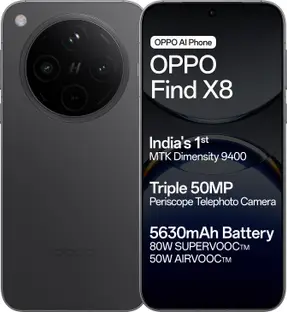 OPPO AI Phone
OPPO
Find X8
India's 1st
MTK Dimensity 9400
Triple 50MP
Periscope Telephoto Camera
5630mAh Battery
80W SUPERVOOC™
50W AIRVOOC™
H
OPPO